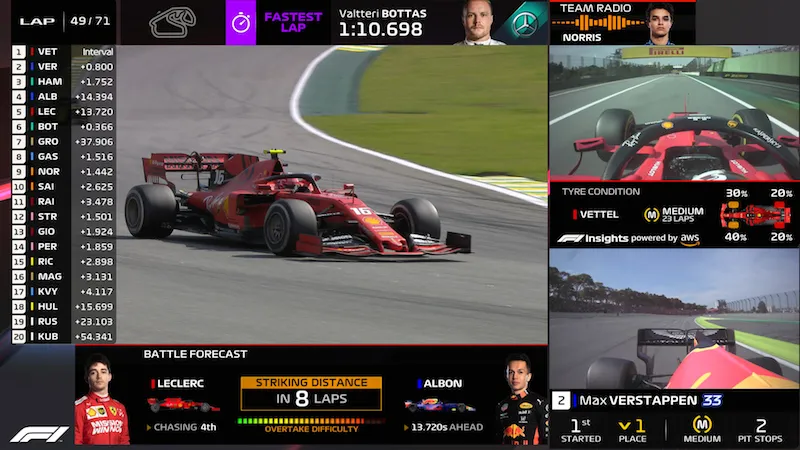 LAP 49 / 71
FASTEST
LAP
Valtteri BOTTAS
1:10.698
TEAM RADIO
NORRIS
Interval
1 VET
2 VER +0.800
3 HAM +1.752
4 ALB +14.394
5 LEC +13.720
6 BOT +0.366
7 GRO +37.906
8 GAS +1.516
9 NOR +1.442
10 SAI +2.625
11 RAI +3.478
12 STR +1.501
13 GIO +1.924
14 PER +1.859
15 RIC +2.898
16 MAG +3.131
17 KVY +4.117
18 HUL +15.699
19 RUS +23.103
20 KUB +54.341
16
16
PIRELLI
TYRE CONDITION
30% 20%
VETTEL
M MEDIUM
23 LAPS
F1 Insights powered by aws
40% 20%
BATTLE FORECAST
LECLERC
STRIKING DISTANCE
IN 8 LAPS
ALBON
CHASING 4th
OVERTAKE DIFFICULTY
13.720s AHEAD
MISSION
WINNOW
F1
2 Max VERSTAPPEN 33
1st
STARTED
1
PLACE
M
MEDIUM
2
PIT STOPS